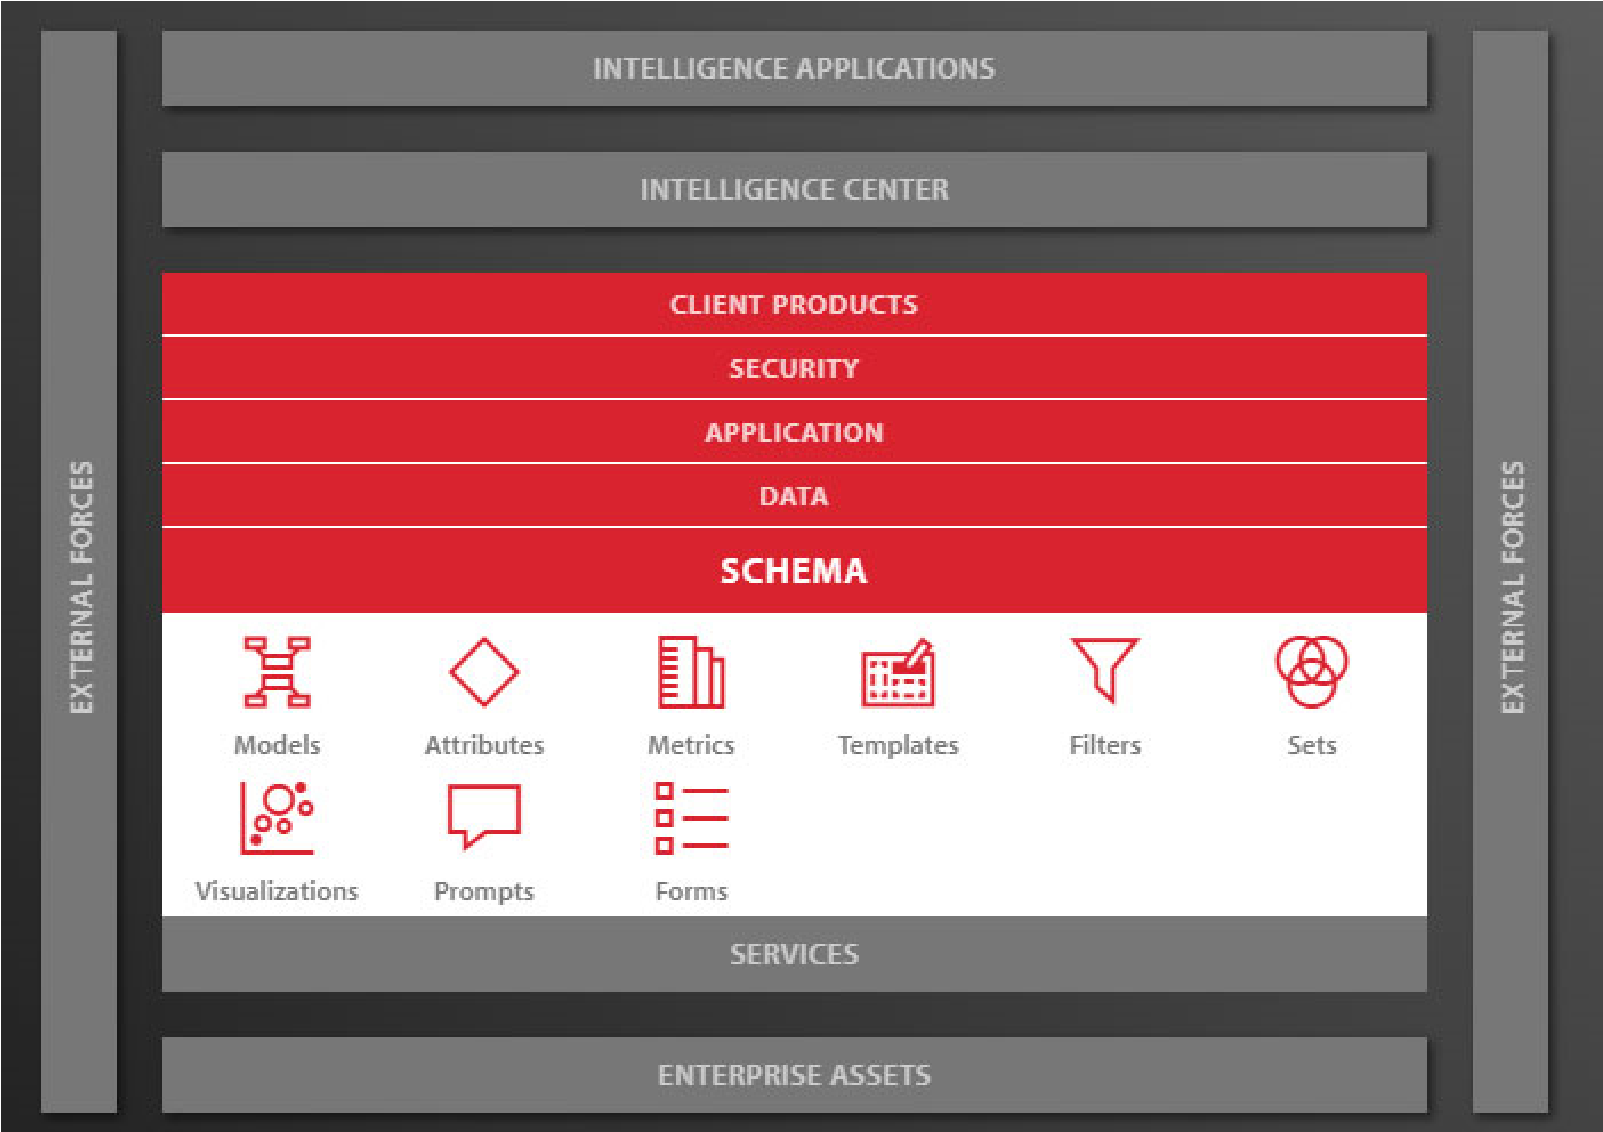 INTELLIGENCE APPLICATIONS
INTELLIGENCE CENTER
EXTERNAL FORCES
CLIENT PRODUCTS
SECURITY
APPLICATION
DATA
SCHEMA
Models Attributes Metrics Templates Filters Sets
Visualizations Prompts Forms
SERVICES
ENTERPRISE ASSETS
EXTERNAL FORCES